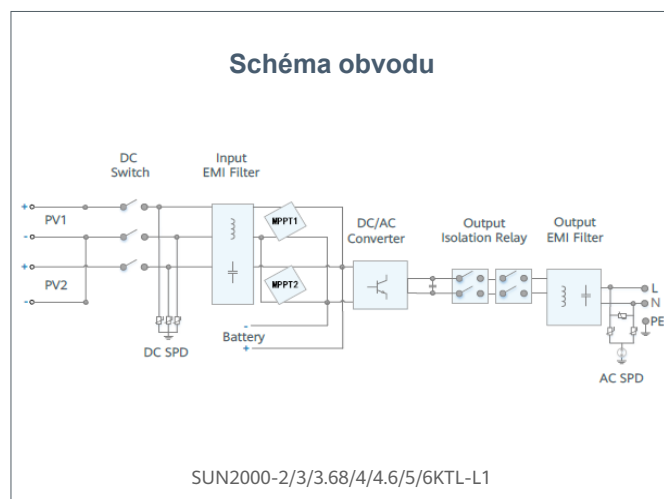 Schéma obvodu
DC
Switch
Input
EMI Filter
+
PV1
-
+
PV2
-
MPPT1
MPPT2
DC/AC
Converter
Output
Isolation Relay
Output
EMI Filter
L
N
PE
-
Battery
+
DC SPD
AC SPD
SUN2000-2/3/3.68/4/4.6/5/6KTL-L1